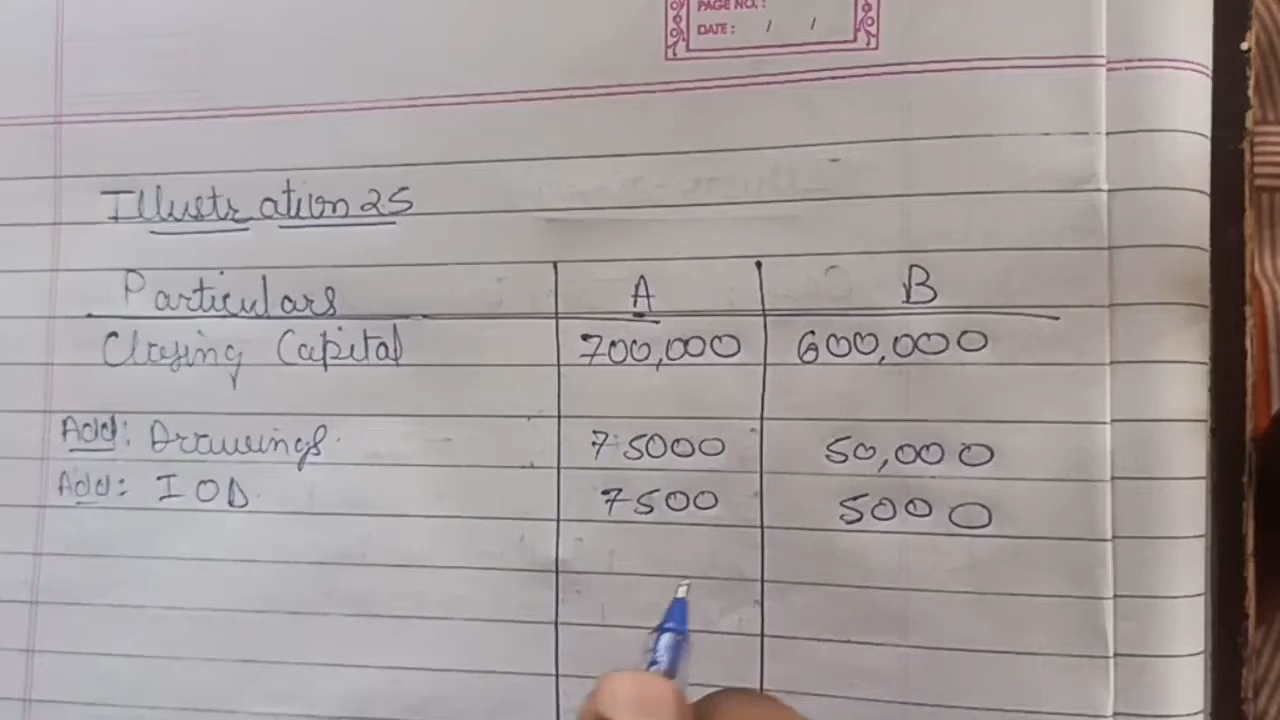 PAGE NO. :
DATE : / /
Illustration 25
Particulars A B
Closing Capital 700,000 600,000
Add: Drawings. 75000 50,000
Add: IOD. 7500 5000